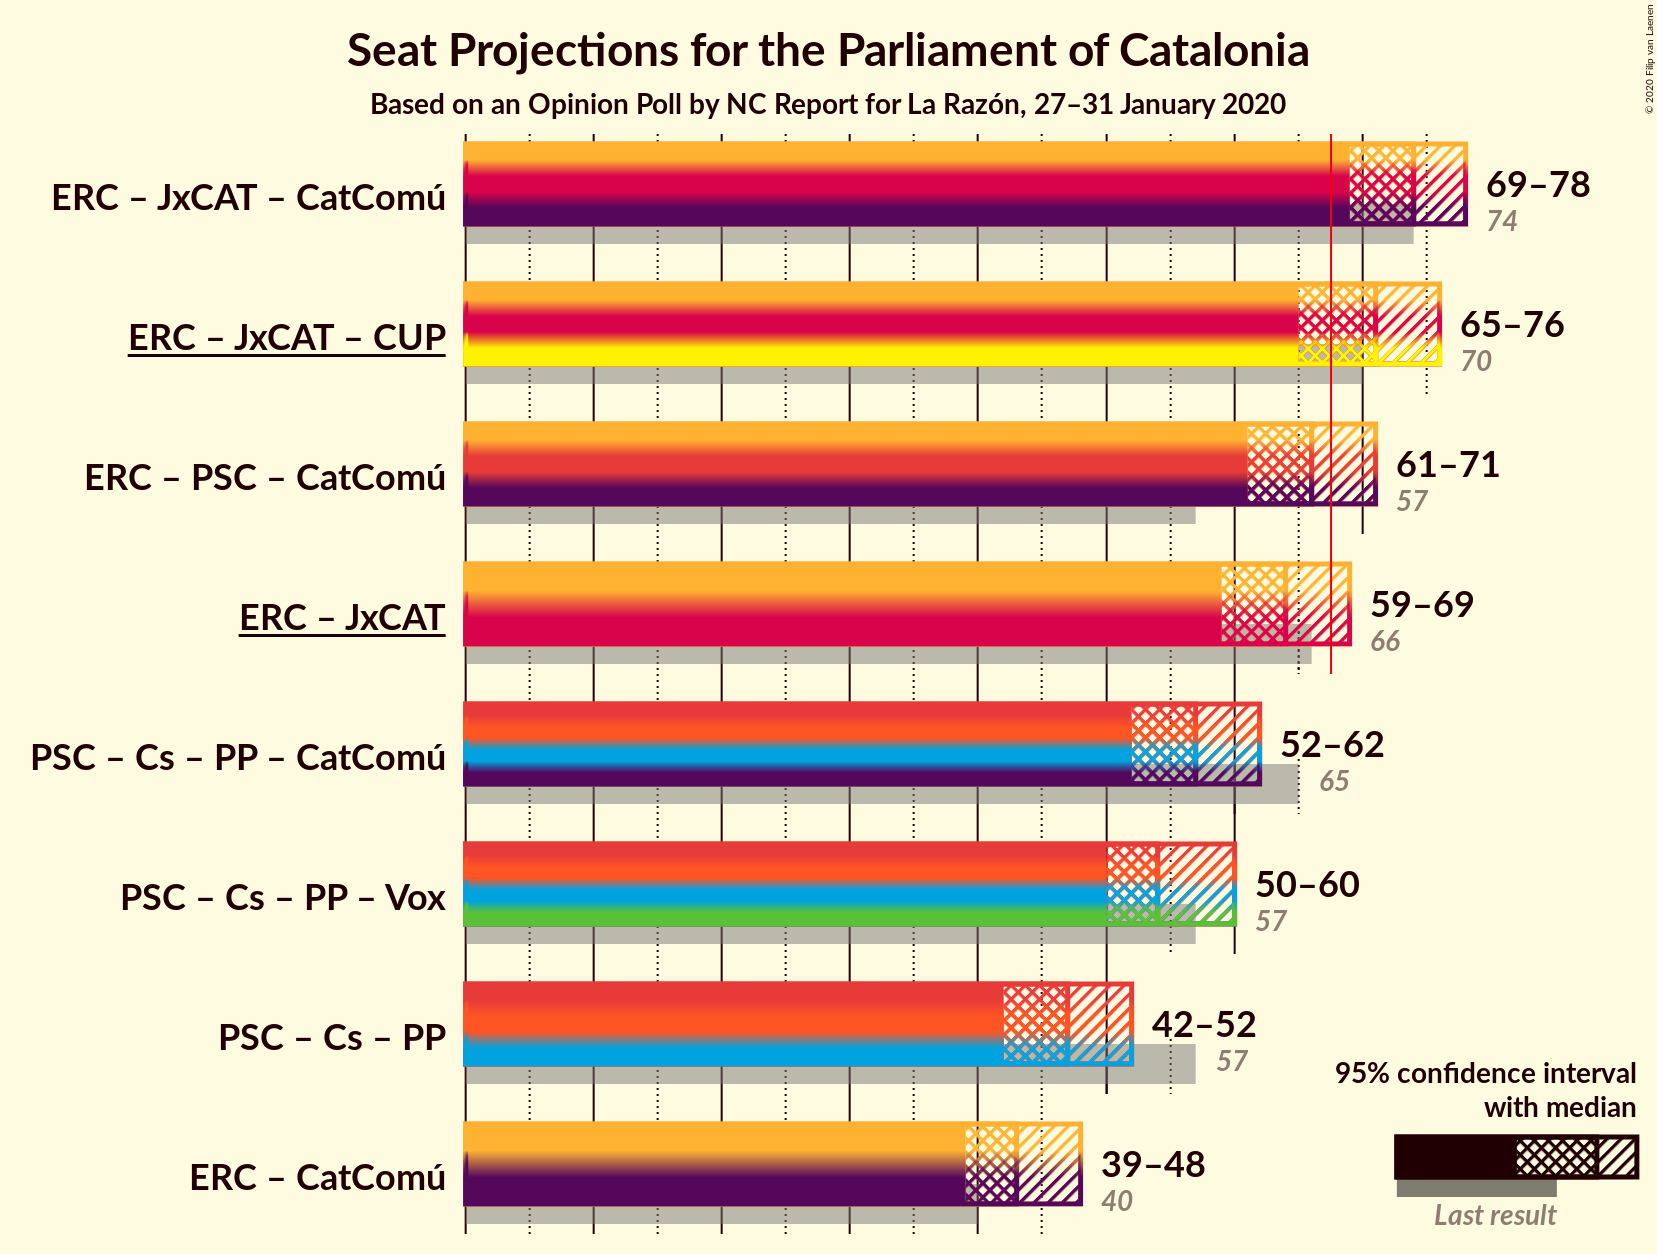 Seat Projections for the Parliament of Catalonia
Based on an Opinion Poll by NC Report for La Razón, 27–31 January 2020
© 2020 Filip van Laenen
ERC – JxCAT – CatComú
69–78
74
ERC – JxCAT – CUP
65–76
70
ERC – PSC – CatComú
61–71
57
ERC – JxCAT
59–69
66
PSC – Cs – PP – CatComú
52–62
65
PSC – Cs – PP – Vox
50–60
57
PSC – Cs – PP
42–52
57
ERC – CatComú
39–48
40
95% confidence interval
with median
Last result